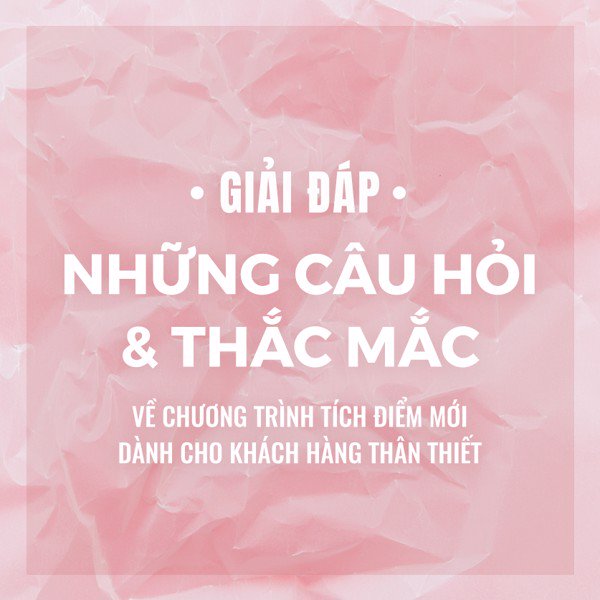 • GIẢI ĐÁP •
NHỮNG CÂU HỎI
& THẮC MẮC
VỀ CHƯƠNG TRÌNH TÍCH ĐIỂM MỚI
DÀNH CHO KHÁCH HÀNG THÂN THIẾT